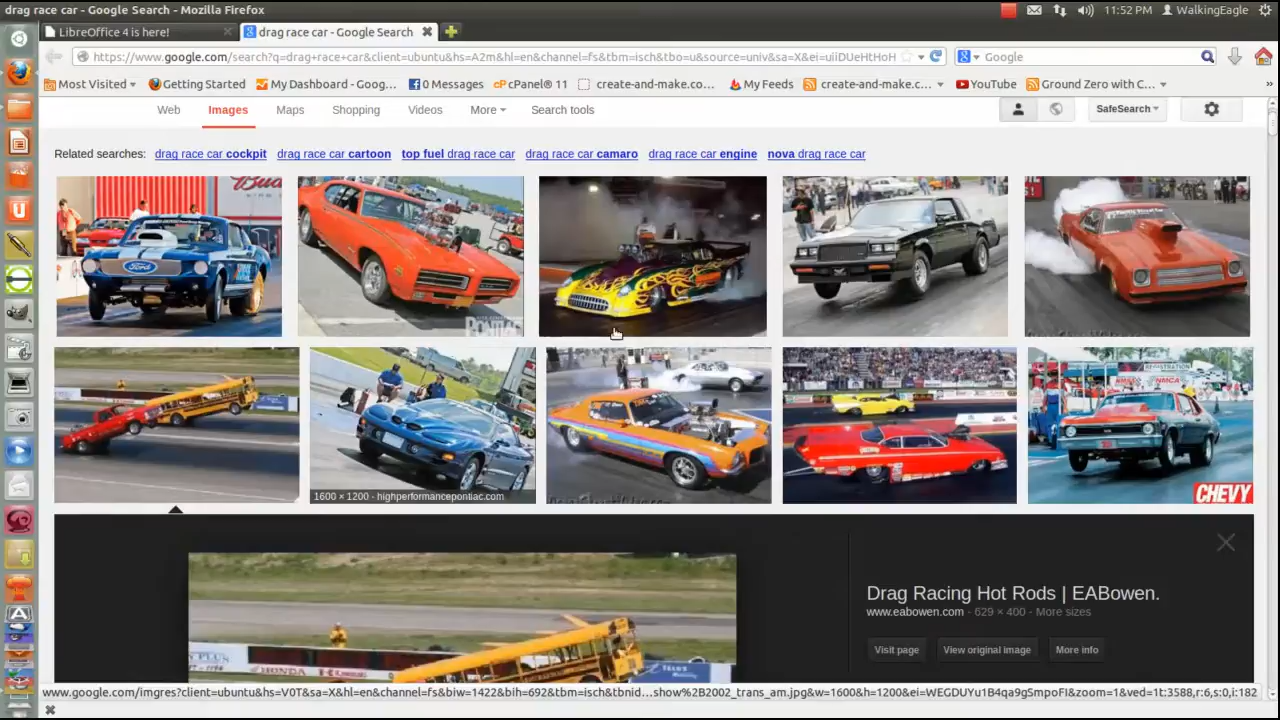 drag race car - Google Search - Mozilla Firefox
11:52 PM
WalkingEagle
LibreOffice 4 is here!
drag race car - Google Search
https://www.google.com/search?q=drag+race+car&client=ubuntu&hs=A2m&hl=en&channel=fs&tbm=isch&tbo=u&source=univ&sa=X&ei=uiiDUeHtHoH
Google
Most Visited
Getting Started
My Dashboard - Goog...
0 Messages
cPanel® 11
create-and-make.co...
My Feeds
create-and-make.c...
YouTube
Ground Zero with C...
Web
Images
Maps
Shopping
Videos
More
Search tools
SafeSearch
Related searches: drag race car cockpit drag race car cartoon top fuel drag race car drag race car camaro drag race car engine nova drag race car
Ford
PONTIAC
REGISTRATION
NMCA
1600 × 1200 - highperformancepontiac.com
CHEVY
Drag Racing Hot Rods | EABowen.
www.eabowen.com - 629 × 400 - More sizes
Visit page
View original image
More info
HONDA
www.google.com/imgres?client=ubuntu&hs=V0T&sa=X&hl=en&channel=fs&biw=1422&bih=692&tbm=isch&tbnid...show%2B2002_trans_am.jpg&w=1600&h=1200&ei=WEGDUYu1B4qa9gSmpoFI&zoom=1&ved=1t:3588,r:6,s:0,i:182